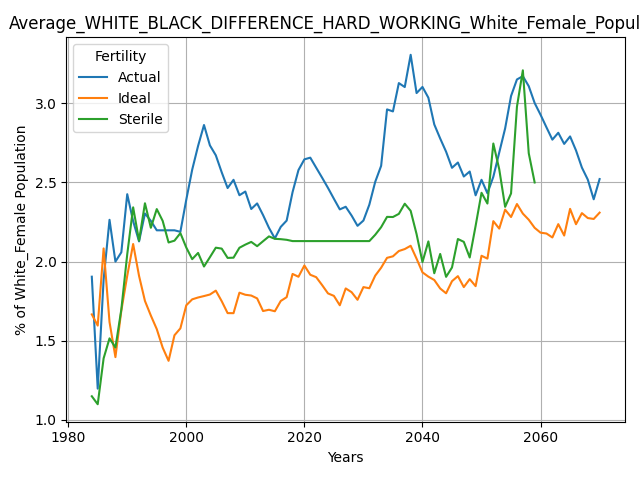 Average_WHITE_BLACK_DIFFERENCE_HARD_WORKING_White_Female_Popul
Fertility
Actual
Ideal
Sterile
3.0
2.5
2.0
1.5
1.0
% of White_Female Population
1980 2000 2020 2040 2060
Years